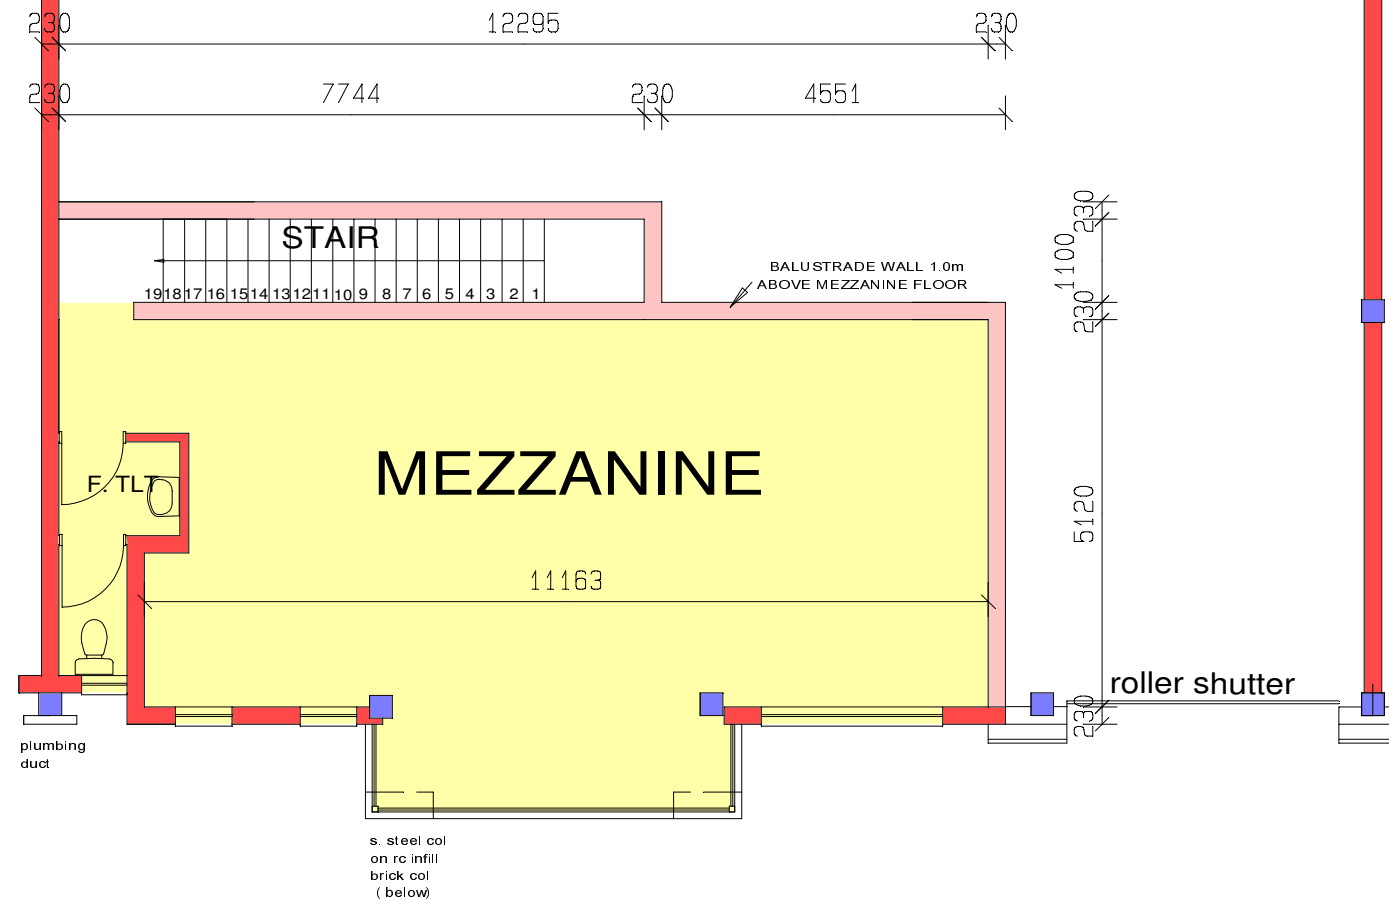 230 12295 230
230 7744 230 4551
230
1100
230
5120
230
STAIR
19 18 17 16 15 14 13 12 11 10 9 8 7 6 5 4 3 2 1
BALUSTRADE WALL 1.0m
ABOVE MEZZANINE FLOOR
MEZZANINE
F. TLT
11163
roller shutter
plumbing
duct
s. steel col
on rc infill
brick col
( below)